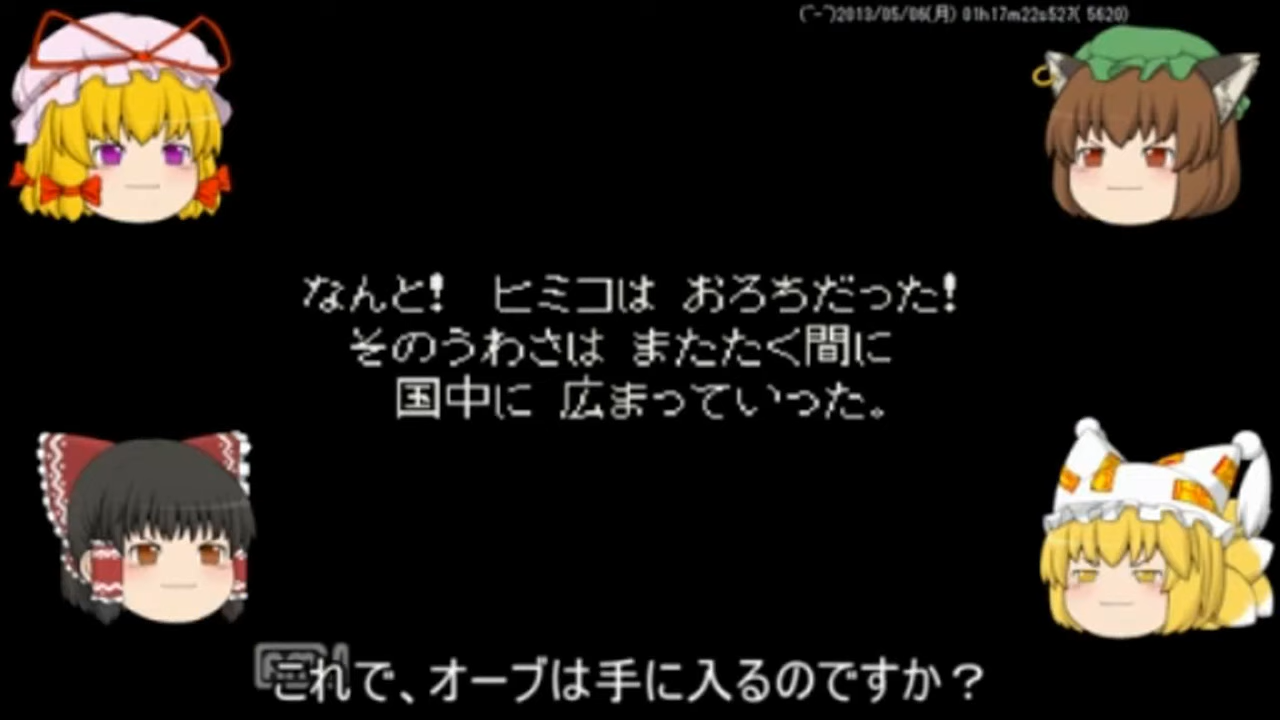 (^-^)2013/05/06(月) 01h17m22s527( 5620)
なんと! ヒミコは おろちだった!
そのうわさは またたく間に
国中に 広まっていった。
これで、オーブは手に入るのですか？